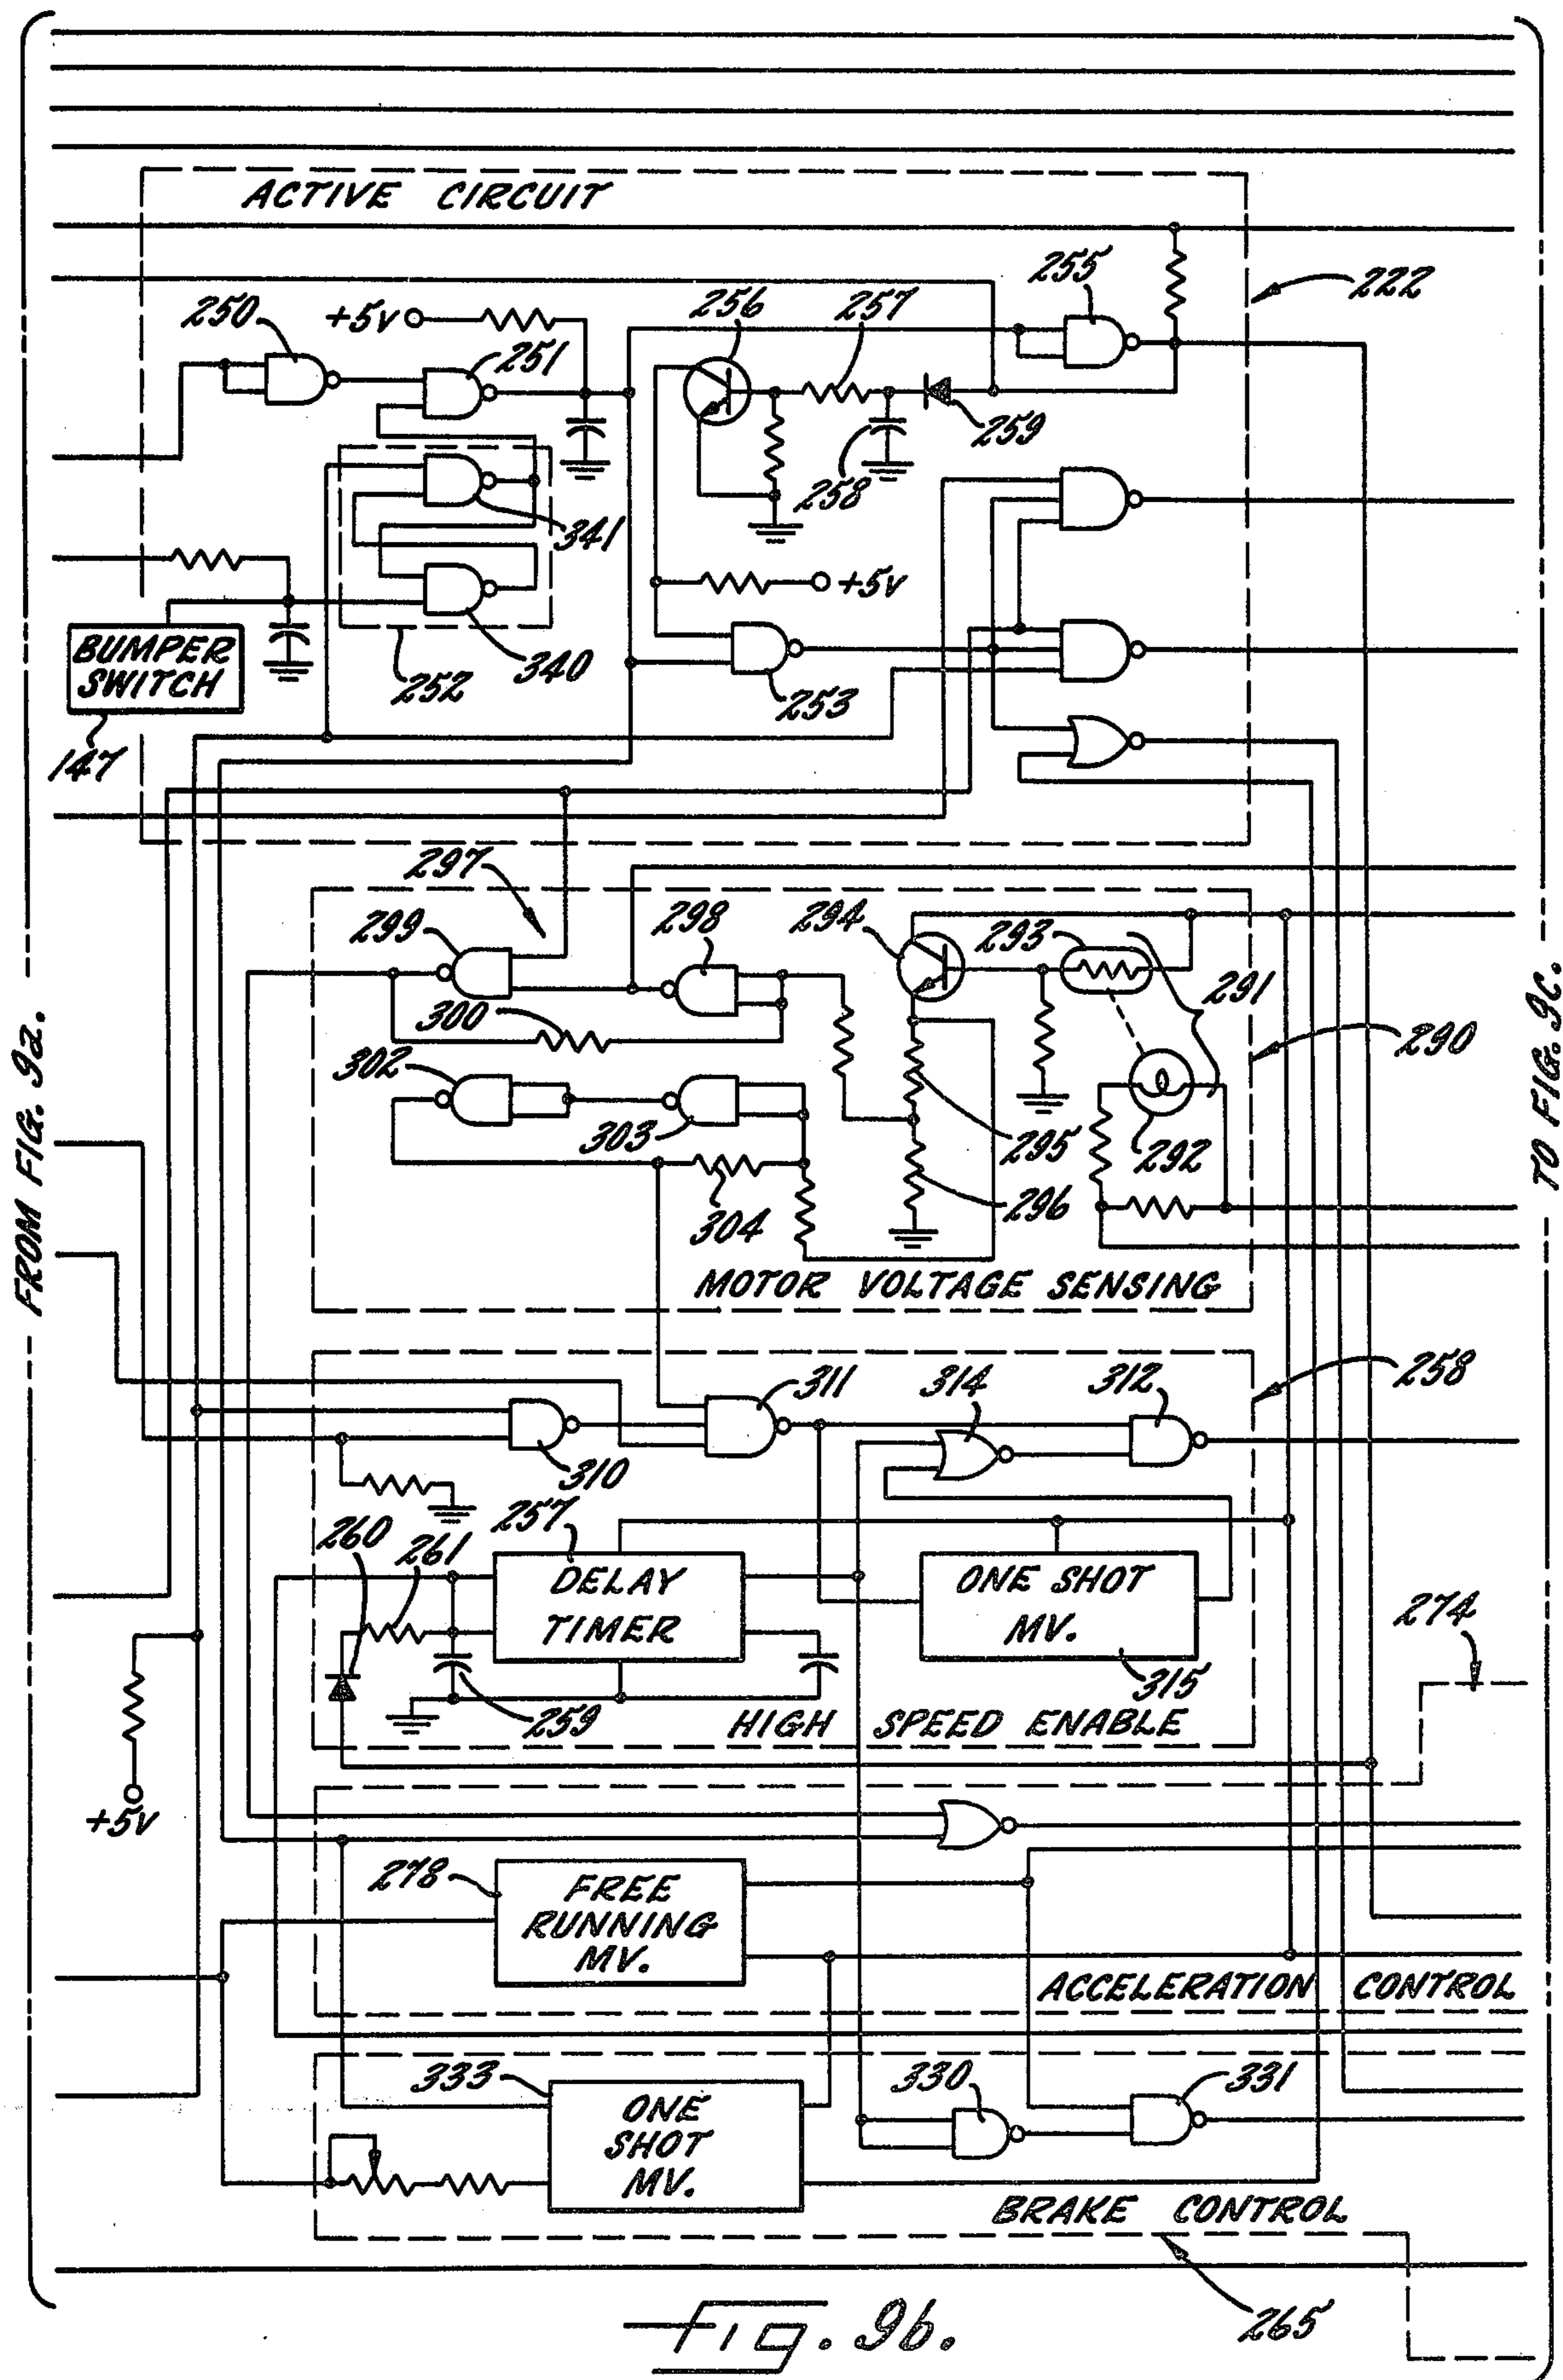 ACTIVE CIRCUIT
255
222
250
+5v
256
257
251
259
258
341
+5v
BUMPER
SWITCH
252
340
253
147
297
299
298
294
293
291
300
290
302
303
295
292
296
304
MOTOR VOLTAGE SENSING
FROM FIG. 9a.
TO FIG. 9c.
311
314
312
258
310
260
261
257
DELAY
TIMER
ONE SHOT
MV.
274
315
259
HIGH SPEED ENABLE
+5v
278
FREE
RUNNING
MV.
ACCELERATION CONTROL
333
ONE
SHOT
MV.
330
331
BRAKE CONTROL
265
Fig. 9b.